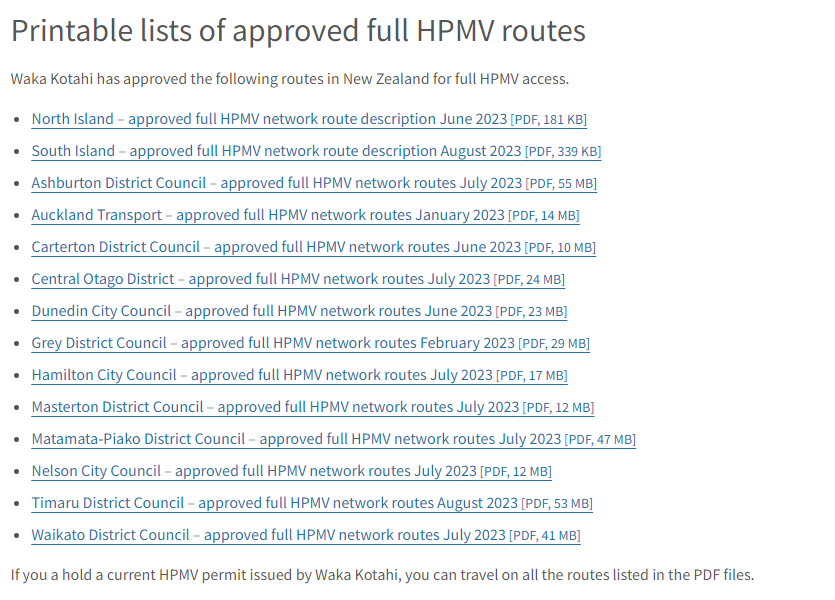 Printable lists of approved full HPMV routes
Waka Kotahi has approved the following routes in New Zealand for full HPMV access.
North Island – approved full HPMV network route description June 2023 [PDF, 181 KB]
South Island – approved full HPMV network route description August 2023 [PDF, 339 KB]
Ashburton District Council – approved full HPMV network routes July 2023 [PDF, 55 MB]
Auckland Transport – approved full HPMV network routes January 2023 [PDF, 14 MB]
Carterton District Council – approved full HPMV network routes June 2023 [PDF, 10 MB]
Central Otago District – approved full HPMV network routes July 2023 [PDF, 24 MB]
Dunedin City Council – approved full HPMV network routes June 2023 [PDF, 23 MB]
Grey District Council – approved full HPMV network routes February 2023 [PDF, 29 MB]
Hamilton City Council – approved full HPMV network routes July 2023 [PDF, 17 MB]
Masterton District Council – approved full HPMV network routes July 2023 [PDF, 12 MB]
Matamata-Piako District Council – approved full HPMV network routes July 2023 [PDF, 47 MB]
Nelson City Council – approved full HPMV network routes July 2023 [PDF, 12 MB]
Timaru District Council – approved full HPMV network routes August 2023 [PDF, 53 MB]
Waikato District Council – approved full HPMV network routes July 2023 [PDF, 41 MB]
If you a hold a current HPMV permit issued by Waka Kotahi, you can travel on all the routes listed in the PDF files.